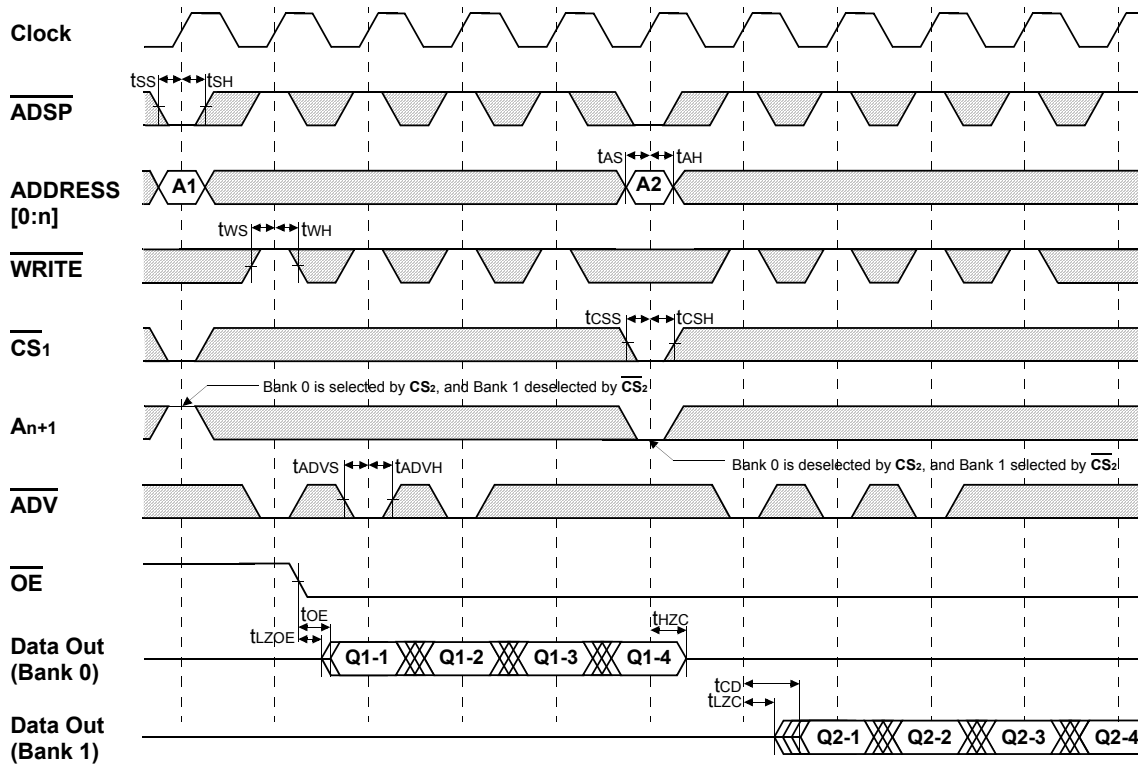 Clock
tSS tSH
ADSP
tAS tAH
ADDRESS
[0:n]
A1 A2
tWS tWH
WRITE
tCSS tCSH
CS1
Bank 0 is selected by CS2, and Bank 1 deselected by CS2
An+1
Bank 0 is deselected by CS2, and Bank 1 selected by CS2
tADVS tADVH
ADV
OE
tOE
tLZOE
tHZC
Data Out
(Bank 0)
Q1-1 Q1-2 Q1-3 Q1-4
tCD
tLZC
Data Out
(Bank 1)
Q2-1 Q2-2 Q2-3 Q2-4